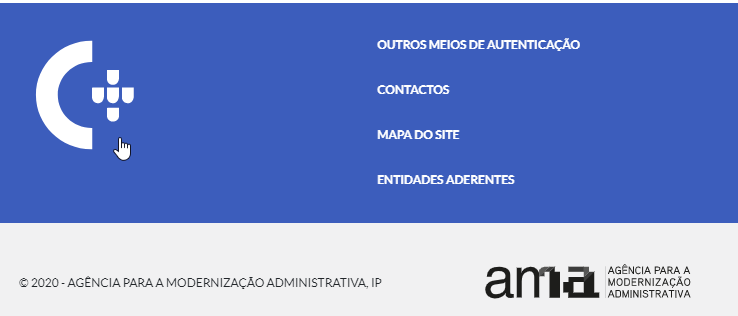 OUTROS MEIOS DE AUTENTICAÇÃO
CONTACTOS
MAPA DO SITE
ENTIDADES ADERENTES
© 2020 - AGÊNCIA PARA A MODERNIZAÇÃO ADMINISTRATIVA, IP
ama
AGÊNCIA PARA A
MODERNIZAÇÃO
ADMINISTRATIVA